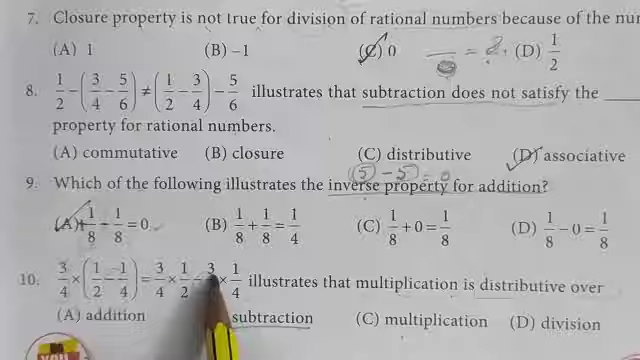 7. Closure property is not true for division of rational numbers because of the
(A) 1 (B) −1 (C) 0 (D) 1/2
8. 1/2 − (3/4 − 5/6) ≠ (1/2 − 3/4) − 5/6 illustrates that subtraction does not satisfy the ____
property for rational numbers.
(A) commutative (B) closure (C) distributive (D) associative
5 − 5 = 0
9. Which of the following illustrates the inverse property for addition?
(A) 1/8 − 1/8 = 0 (B) 1/8 + 1/8 = 1/4 (C) 1/8 + 0 = 1/8 (D) 1/8 − 0 = 1/8
10. 3/4 × (1/2 − 1/4) = 3/4 × 1/2 − 3/ × 1/4 illustrates that multiplication is distributive over
(A) addition subtraction (C) multiplication (D) division
YOU